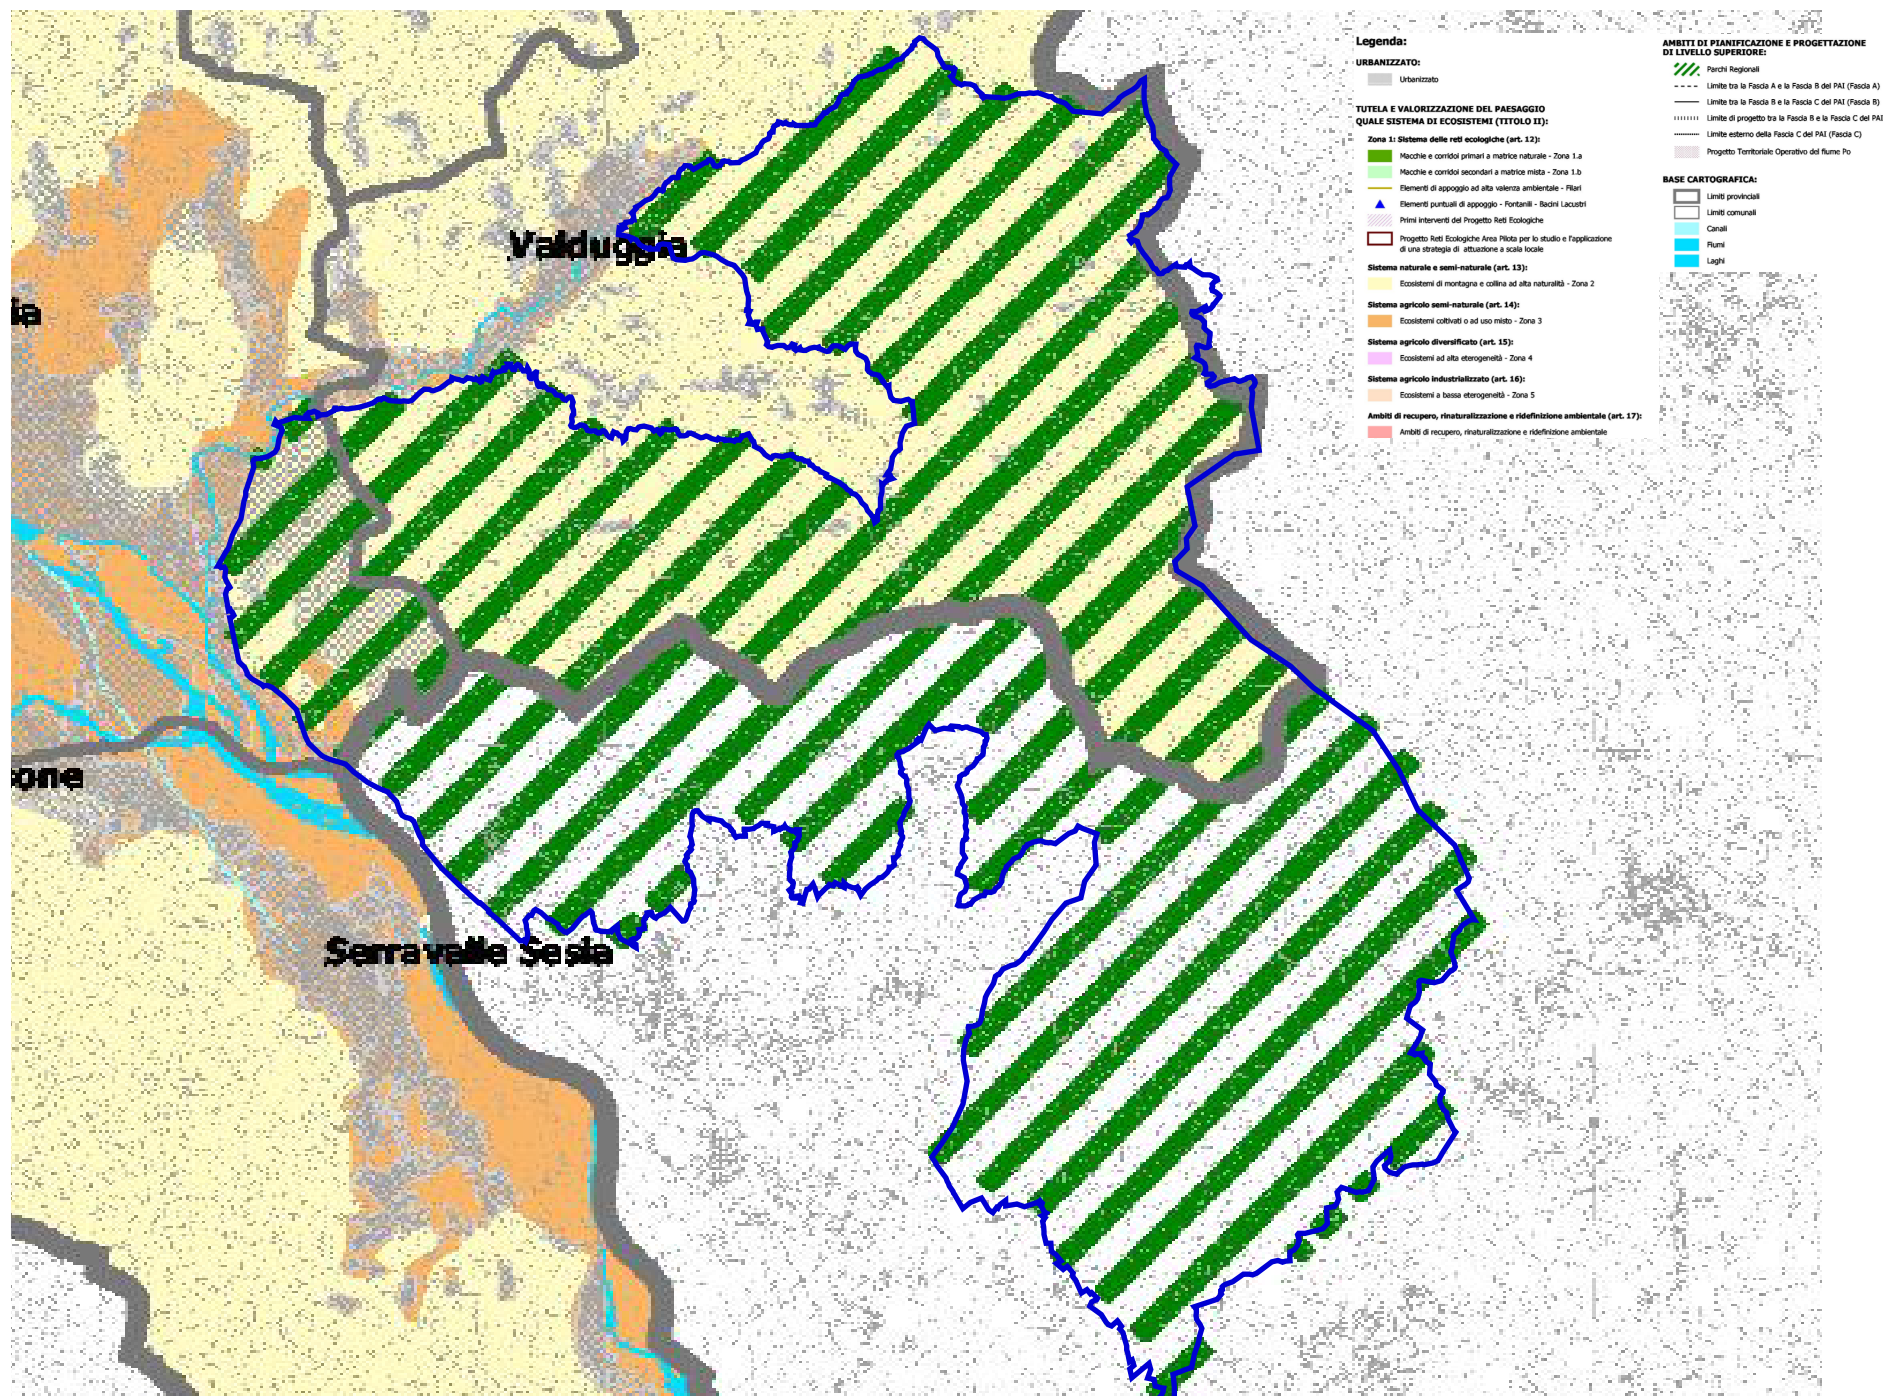 Valduggia
ia
one
Serravalle Sesia
Legenda:
URBANIZZATO:
Urbanizzato
TUTELA E VALORIZZAZIONE DEL PAESAGGIO
QUALE SISTEMA DI ECOSISTEMI (TITOLO II):
Zona 1: Sistema delle reti ecologiche (art. 12):
Macchie e corridoi primari a matrice naturale - Zona 1.a
Macchie e corridoi secondari a matrice mista - Zona 1.b
Elementi di appoggio ad alta valenza ambientale - Filari
Elementi puntuali di appoggio - Fontanili - Bacini Lacustri
Primi interventi del Progetto Reti Ecologiche
Progetto Reti Ecologiche Area Pilota per lo studio e l'applicazione
di una strategia di attuazione a scala locale
Sistema naturale e semi-naturale (art. 13):
Ecosistemi di montagna e collina ad alta naturalità - Zona 2
Sistema agricolo semi-naturale (art. 14):
Ecosistemi coltivati o ad uso misto - Zona 3
Sistema agricolo diversificato (art. 15):
Ecosistemi ad alta eterogeneità - Zona 4
Sistema agricolo industrializzato (art. 16):
Ecosistemi a bassa eterogeneità - Zona 5
Ambiti di recupero, rinaturalizzazione e ridefinizione ambientale (art. 17):
Ambiti di recupero, rinaturalizzazione e ridefinizione ambientale
AMBITI DI PIANIFICAZIONE E PROGETTAZIONE
DI LIVELLO SUPERIORE:
Parchi Regionali
Limite tra la Fascia A e la Fascia B del PAI (Fascia A)
Limite tra la Fascia B e la Fascia C del PAI (Fascia B)
Limite di progetto tra la Fascia B e la Fascia C del PAI
Limite esterno della Fascia C del PAI (Fascia C)
Progetto Territoriale Operativo del fiume Po
BASE CARTOGRAFICA:
Limiti provinciali
Limiti comunali
Canali
Fiumi
Laghi